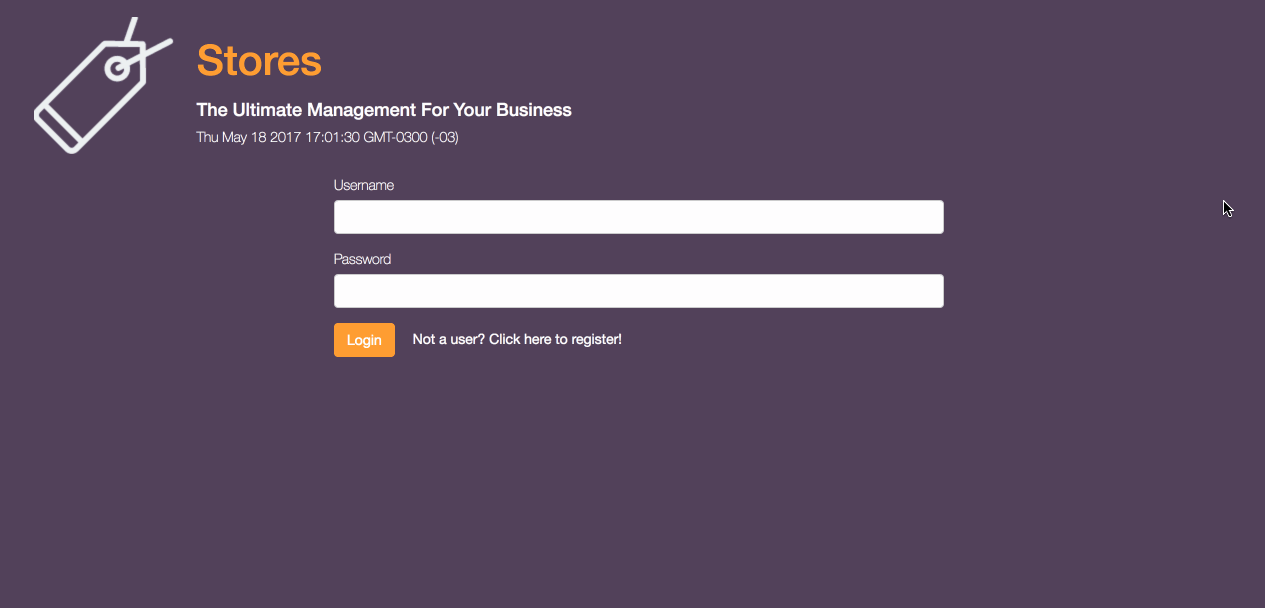 Stores
The Ultimate Management For Your Business
Thu May 18 2017 17:01:30 GMT-0300 (-03)
Username
Password
Login Not a user? Click here to register!